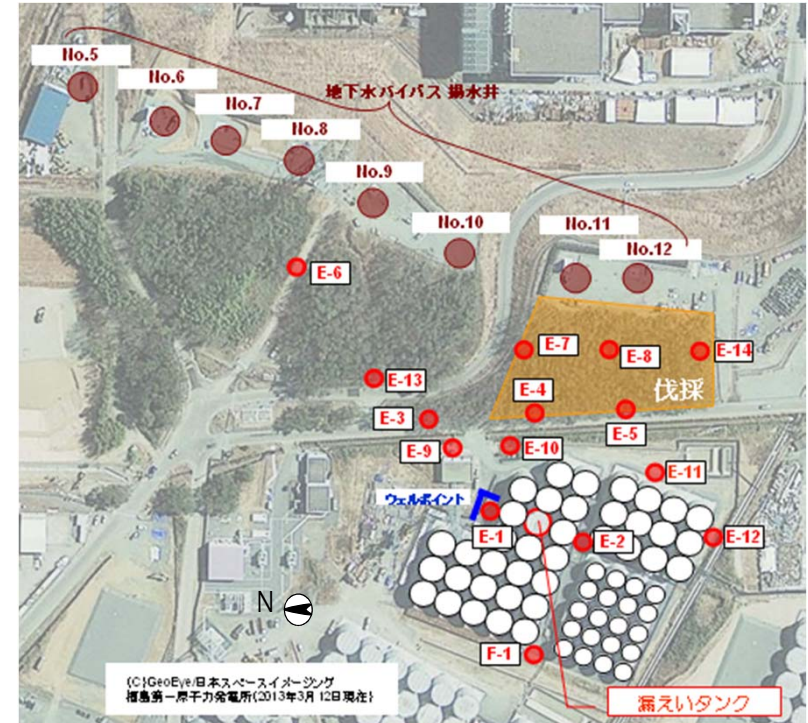 No.5
No.6
No.7
No.8
No.9
No.10
No.11
No.12
地下水バイパス 揚水井
E-6
E-7
E-8
E-14
E-13
伐採
E-4
E-3
E-5
E-9
E-10
E-11
ウェルポイント
E-1
E-2
E-12
N
F-1
(C)GeoEye/日本スペースイメージング
福島第一原子力発電所(2013年3月12日現在)
漏えいタンク